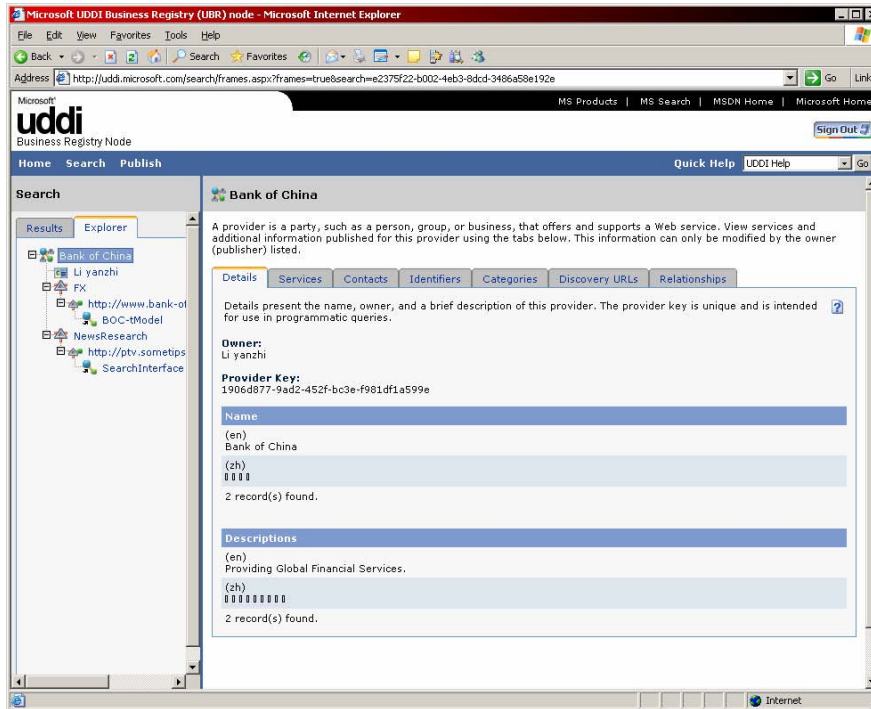 Microsoft UDDI Business Registry (UBR) node - Microsoft Internet Explorer
File Edit View Favorites Tools Help
Back Search Favorites
Address http://uddi.microsoft.com/search/frames.aspx?frames=true&search=e2375f22-b002-4eb3-8dcd-3486a58e192e Go Link
Microsoft MS Products | MS Search | MSDN Home | Microsoft Home
uddi
Business Registry Node
Sign Out
Home Search Publish Quick Help UDDI Help Go
Search
Results Explorer
Bank of China
Li yanzhi
FX
http://www.bank-of
BOC-tModel
NewsResearch
http://ptv.sometips
SearchInterface
Bank of China
A provider is a party, such as a person, group, or business, that offers and supports a Web service. View services and
additional information published for this provider using the tabs below. This information can only be modified by the owner
(publisher) listed.
Details Services Contacts Identifiers Categories Discovery URLs Relationships
Details present the name, owner, and a brief description of this provider. The provider key is unique and is intended
for use in programmatic queries.
Owner:
Li yanzhi
Provider Key:
1906d877-9ad2-452f-bc3e-f981df1a599e
Name
(en)
Bank of China
(zh)
2 record(s) found.
Descriptions
(en)
Providing Global Financial Services.
(zh)
2 record(s) found.
Internet